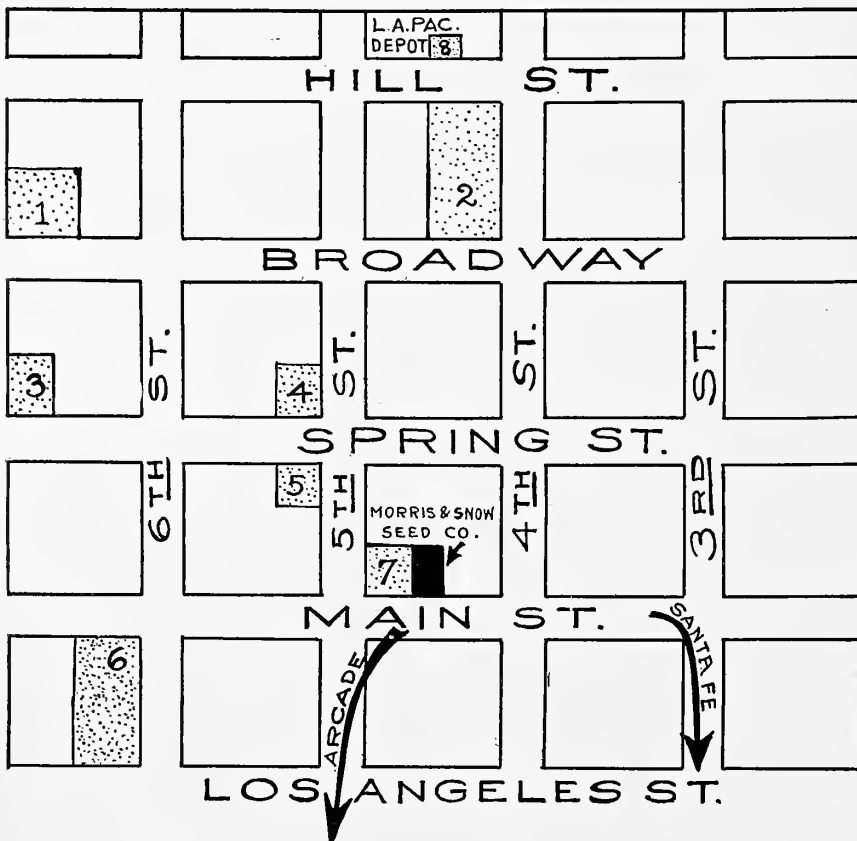 L.A. PAC.
DEPOT 8
HILL ST.
1
2
BROADWAY
3
4
ST.
ST.
ST.
ST.
SPRING ST.
5
6TH
5TH
4TH
3RD
MORRIS & SNOW
SEED CO.
7
MAIN ST.
6
ARCADE
SANTA FE
LOS ANGELES ST.